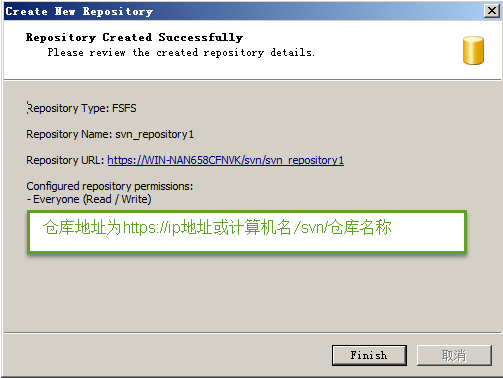 Create New Repository
Repository Created Successfully
Please review the created repository details.
Repository Type: FSFS
Repository Name: svn_repository1
Repository URL: https://WIN-NAN658CFNVK/svn/svn_repository1
Configured repository permissions:
- Everyone (Read / Write)
仓库地址为https://ip地址或计算机名/svn/仓库名称
Finish
取消